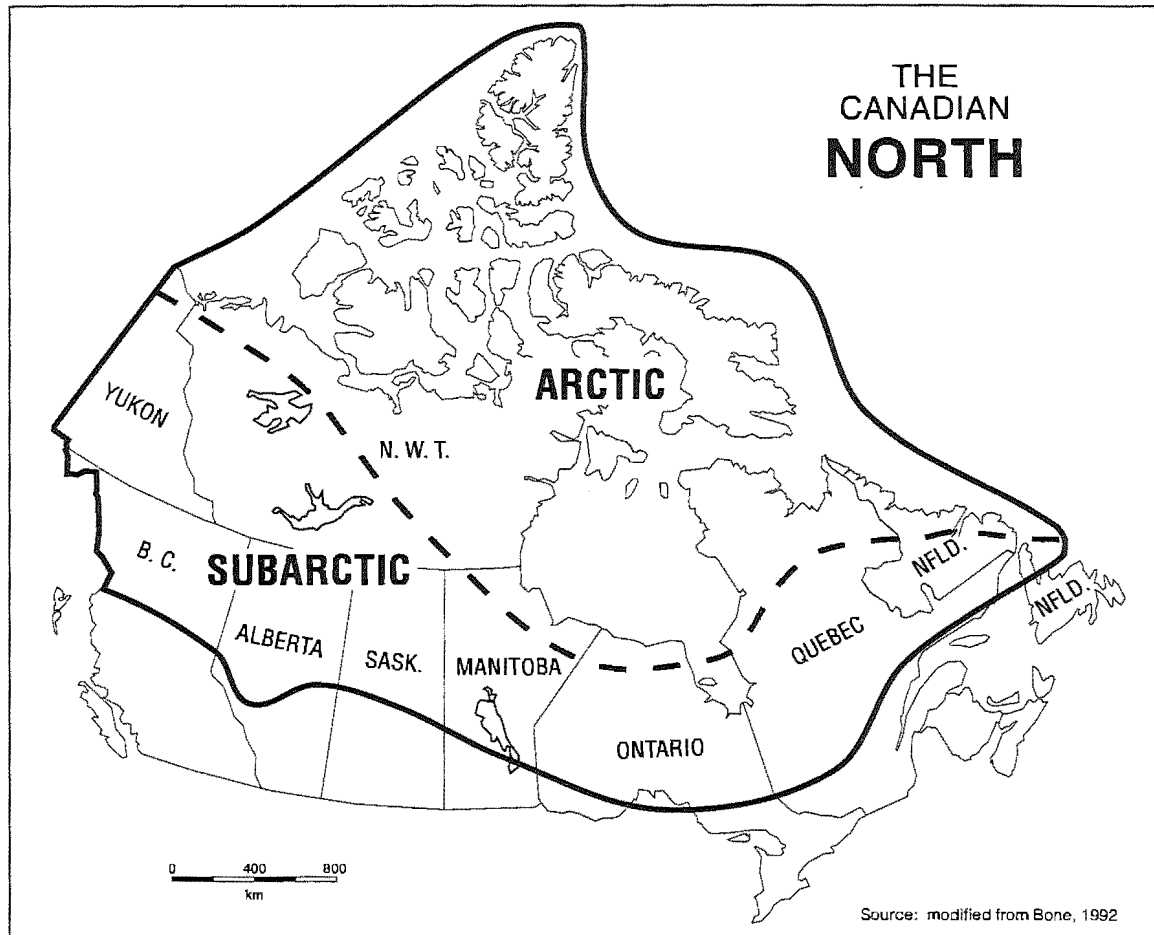 THE
CANADIAN
NORTH
ARCTIC
YUKON
N. W. T.
B. C.
SUBARCTIC
NFLD.
NFLD.
ALBERTA
SASK.
MANITOBA
QUEBEC
ONTARIO
0 400 800
km
Source: modified from Bone, 1992